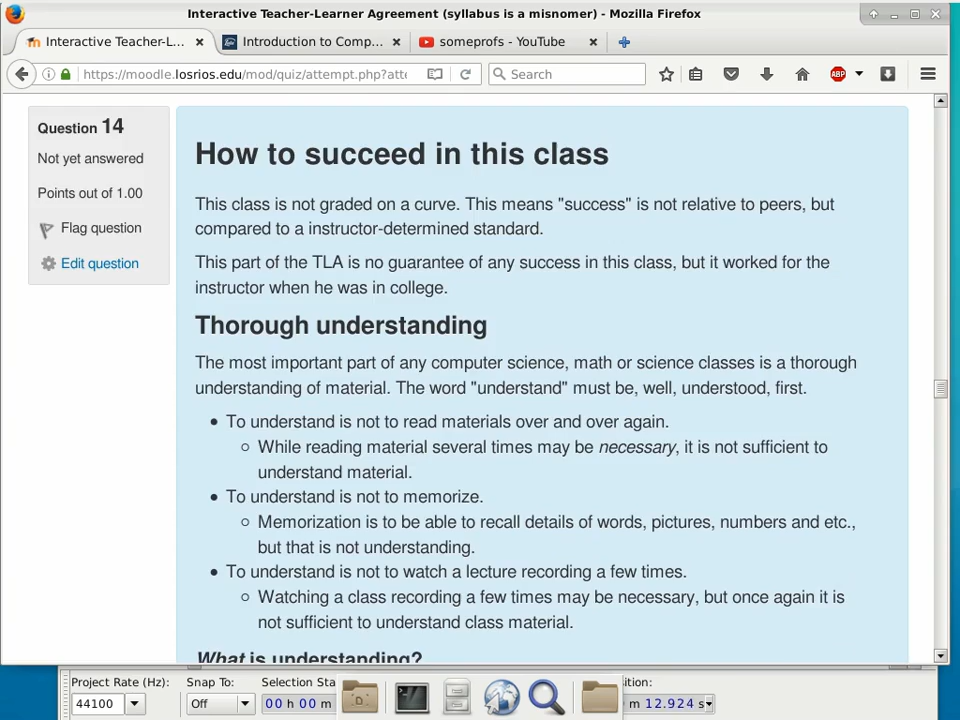 Interactive Teacher-Learner Agreement (syllabus is a misnomer) - Mozilla Firefox
Interactive Teacher-L...
Introduction to Comp...
someprofs - YouTube
https://moodle.losrios.edu/mod/quiz/attempt.php?att
Search
ABP
Question 14
Not yet answered
Points out of 1.00
Flag question
Edit question
How to succeed in this class
This class is not graded on a curve. This means "success" is not relative to peers, but
compared to a instructor-determined standard.
This part of the TLA is no guarantee of any success in this class, but it worked for the
instructor when he was in college.
Thorough understanding
The most important part of any computer science, math or science classes is a thorough
understanding of material. The word "understand" must be, well, understood, first.
• To understand is not to read materials over and over again.
○ While reading material several times may be necessary, it is not sufficient to
understand material.
• To understand is not to memorize.
○ Memorization is to be able to recall details of words, pictures, numbers and etc.,
but that is not understanding.
• To understand is not to watch a lecture recording a few times.
○ Watching a class recording a few times may be necessary, but once again it is
not sufficient to understand class material.
What is understanding?
Project Rate (Hz):
Snap To:
Selection Sta
ition:
44100
Off
00 h 00 m
m 12.924 s